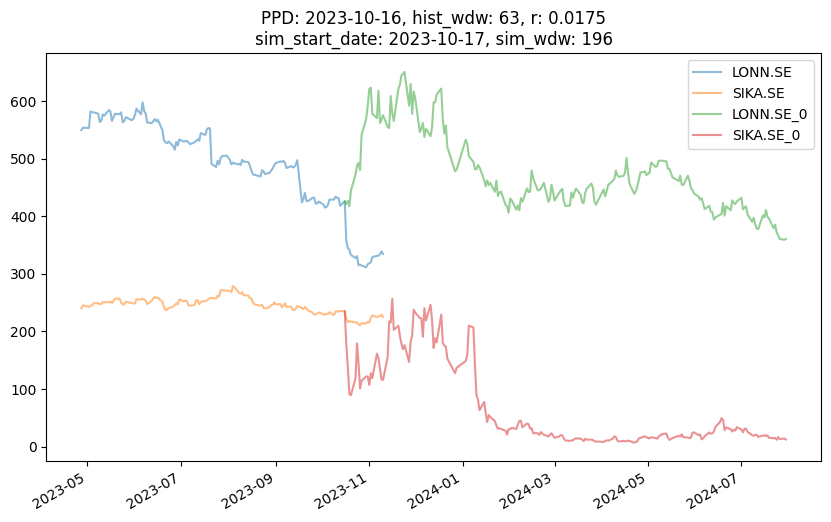 PPD: 2023-10-16, hist_wdw: 63, r: 0.0175
sim_start_date: 2023-10-17, sim_wdw: 196
LONN.SE
SIKA.SE
LONN.SE_0
SIKA.SE_0
600
500
400
300
200
100
0
2023-05
2023-07
2023-09
2023-11
2024-01
2024-03
2024-05
2024-07